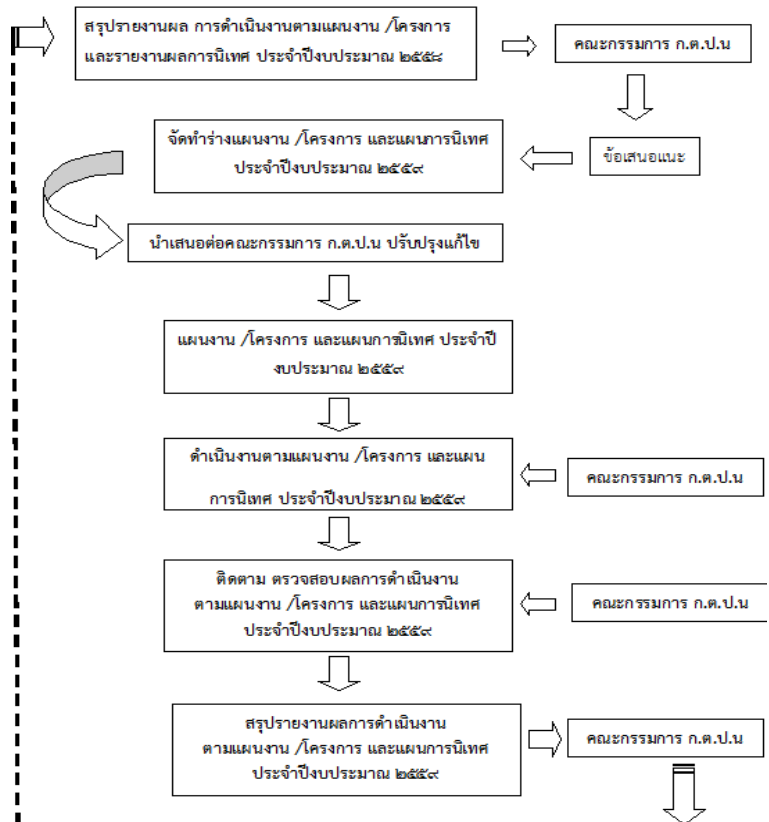 สรุปรายงานผล การดำเนินงานตามแผนงาน /โครงการ
และรายงานผลการนิเทศ ประจำปีงบประมาณ ๒๕๕๘
คณะกรรมการ ก.ต.ป.น
ข้อเสนอแนะ
จัดทำร่างแผนงาน /โครงการ และแผนการนิเทศ
ประจำปีงบประมาณ ๒๕๕๙
นำเสนอต่อคณะกรรมการ ก.ต.ป.น ปรับปรุงแก้ไข
แผนงาน /โครงการ และแผนการนิเทศ ประจำปี
งบประมาณ ๒๕๕๙
ดำเนินงานตามแผนงาน /โครงการ และแผน
การนิเทศ ประจำปีงบประมาณ ๒๕๕๙
คณะกรรมการ ก.ต.ป.น
ติดตาม ตรวจสอบผลการดำเนินงาน
ตามแผนงาน /โครงการ และแผนการนิเทศ
ประจำปีงบประมาณ ๒๕๕๙
คณะกรรมการ ก.ต.ป.น
สรุปรายงานผลการดำเนินงาน
ตามแผนงาน /โครงการ และแผนการนิเทศ
ประจำปีงบประมาณ ๒๕๕๙
คณะกรรมการ ก.ต.ป.น